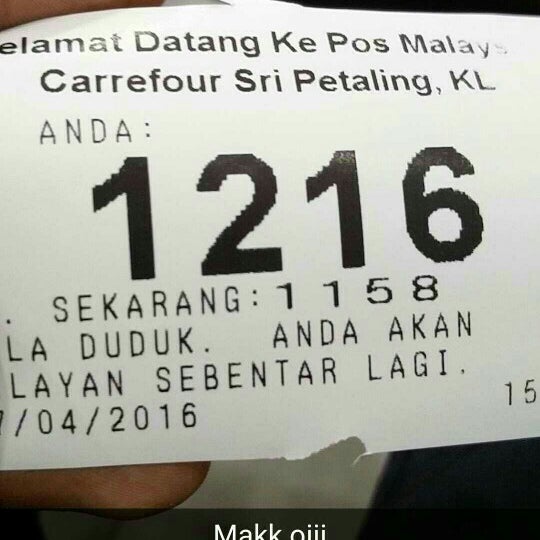 elamat Datang Ke Pos Malays
Carrefour Sri Petaling, KL
ANDA:
1216
. SEKARANG:1158
LA DUDUK. ANDA AKAN
LAYAN SEBENTAR LAGI.
/04/2016 15
Makk oiii